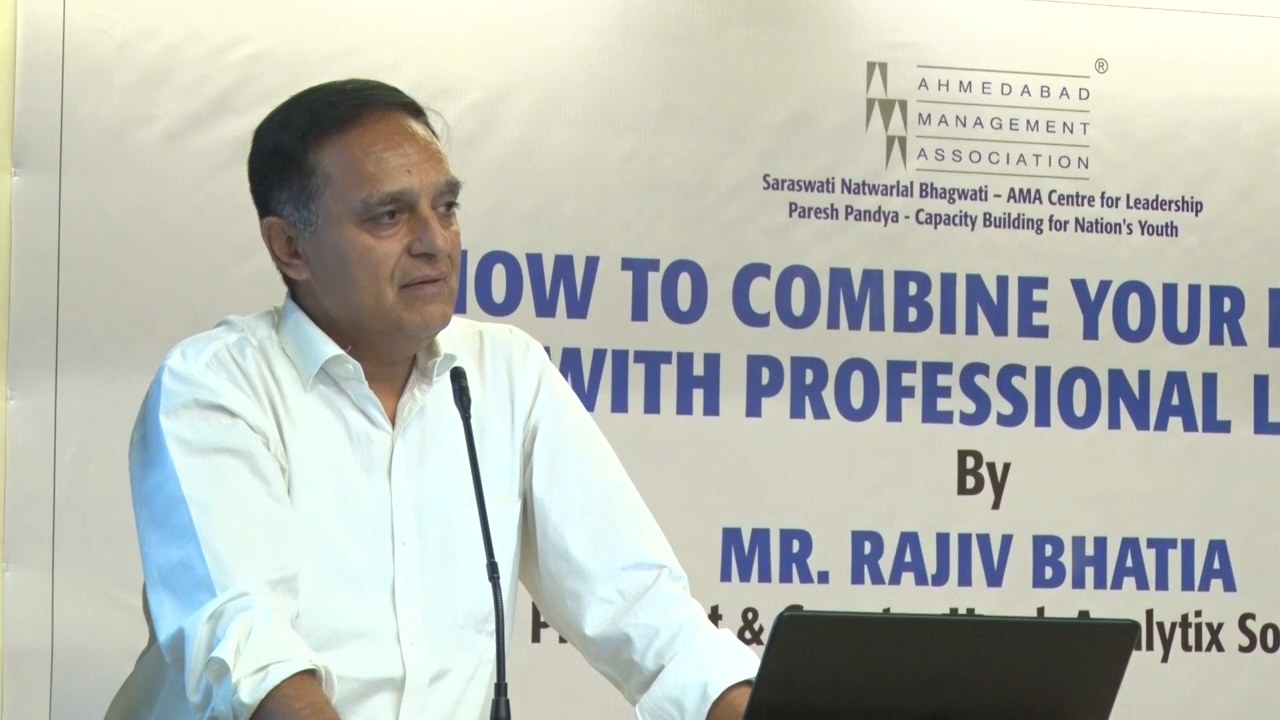 ®
AHMEDABAD
MANAGEMENT
ASSOCIATION
Saraswati Natwarlal Bhagwati – AMA Centre for Leadership
Paresh Pandya - Capacity Building for Nation's Youth
HOW TO COMBINE YOUR
WITH PROFESSIONAL L
By
MR. RAJIV BHATIA
&